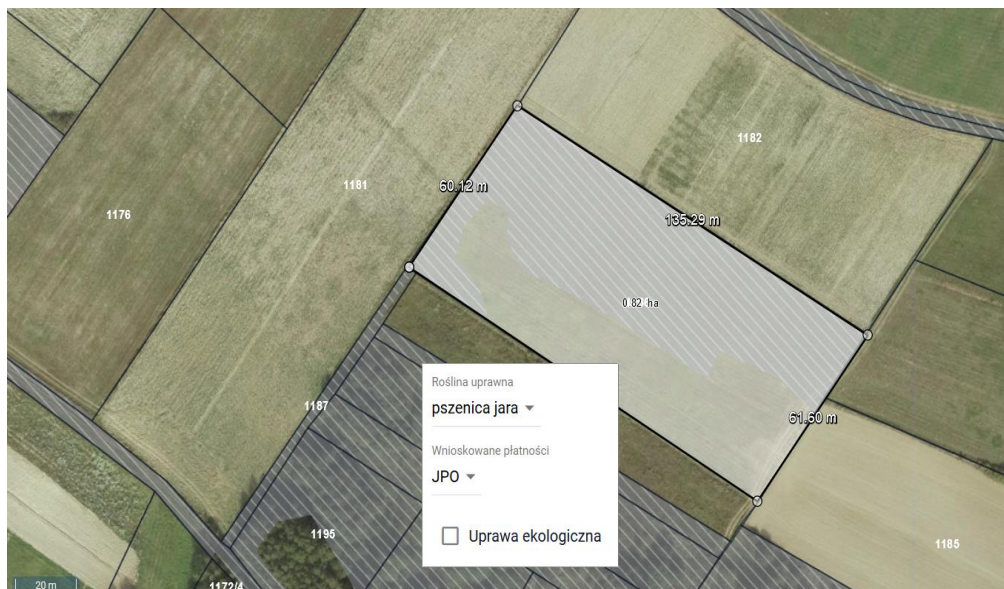 1182
1181
60.12 m
1176
135.29 m
0.82 ha
Roślina uprawna
pszenica jara
61.60 m
1187
Wnioskowane płatności
JPO
1195
Uprawa ekologiczna
1185
20 m
1172/4